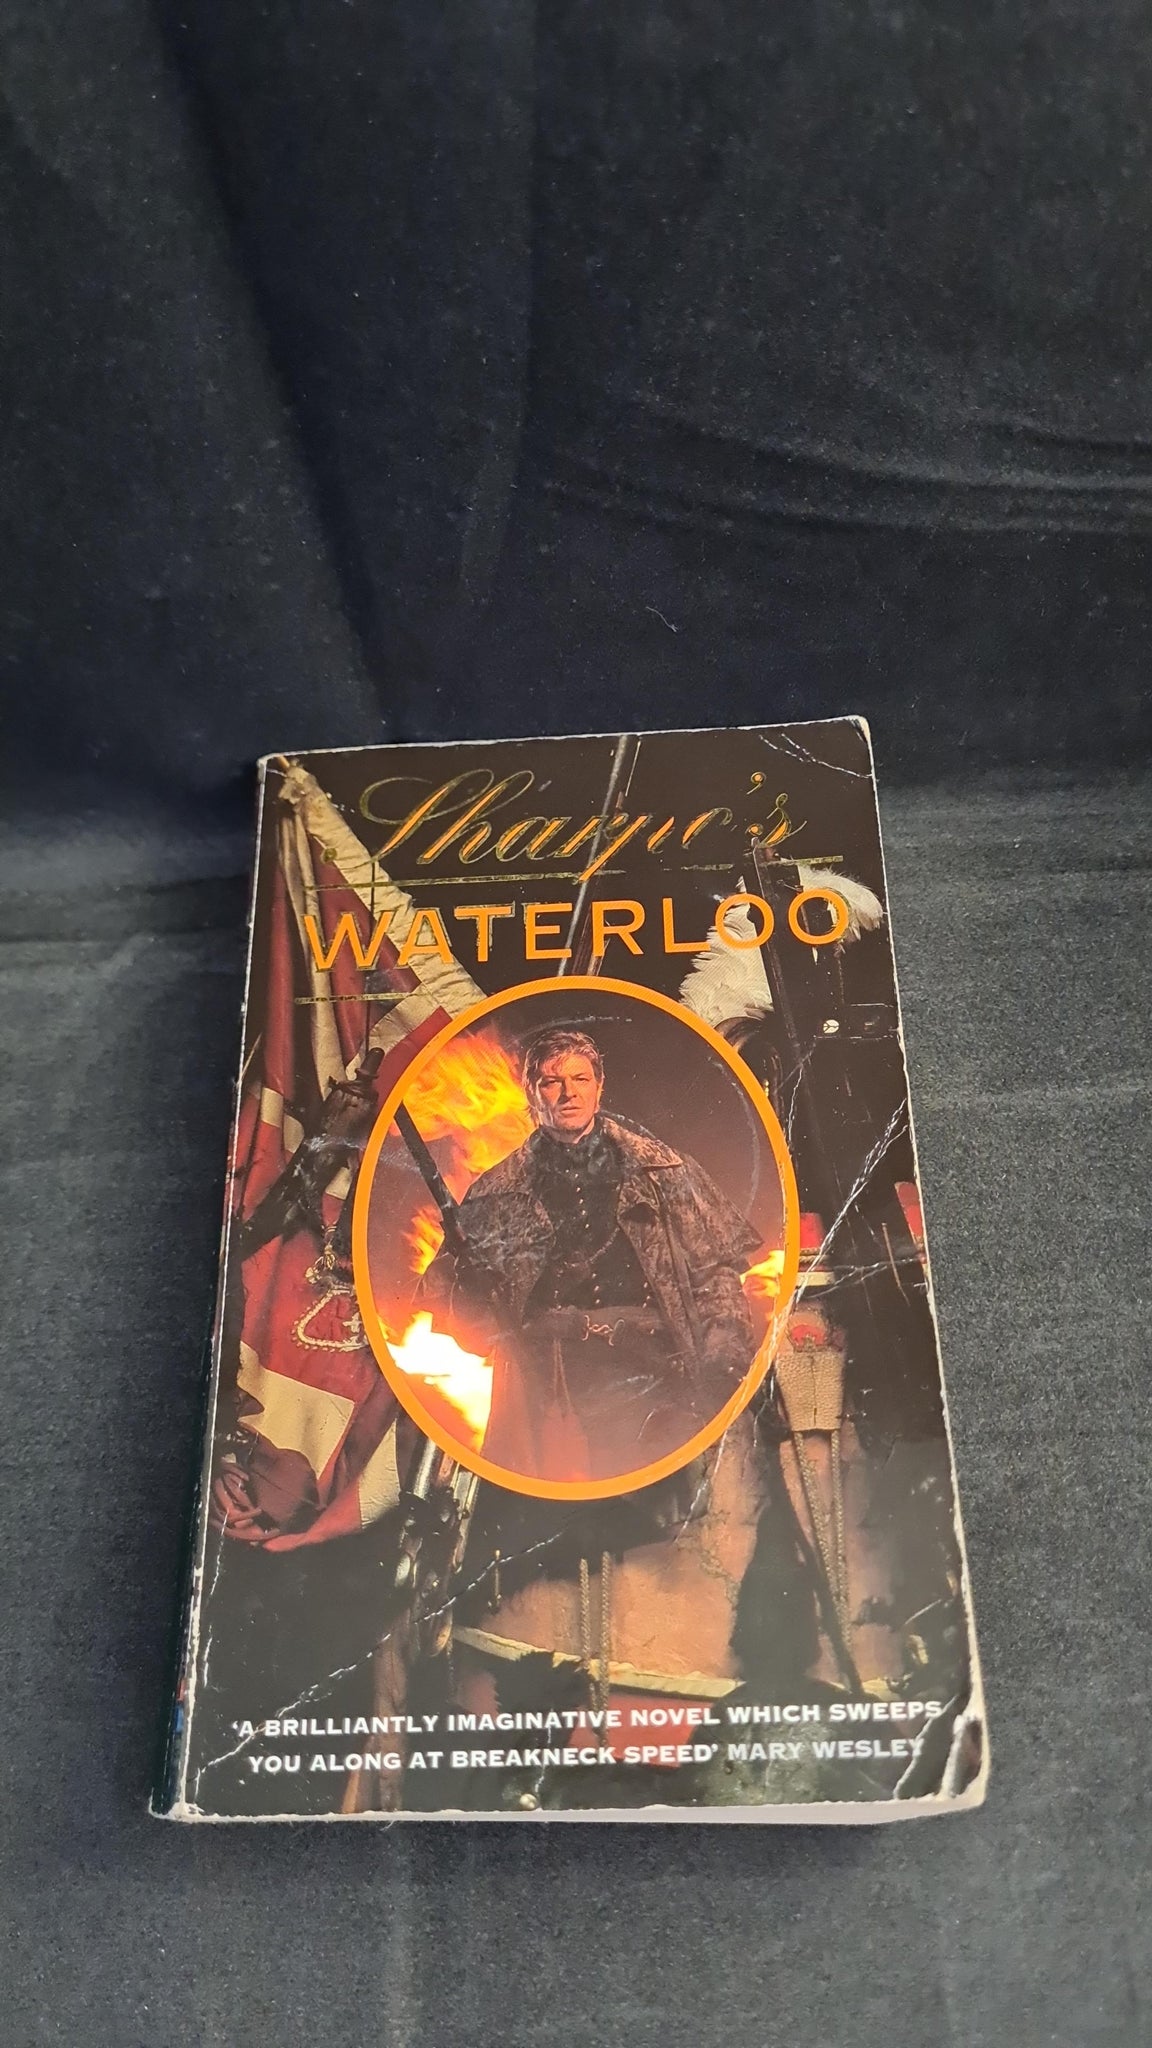 Sharpe's
WATERLOO
'A BRILLIANTLY IMAGINATIVE NOVEL WHICH SWEEPS
YOU ALONG AT BREAKNECK SPEED' MARY WESLEY